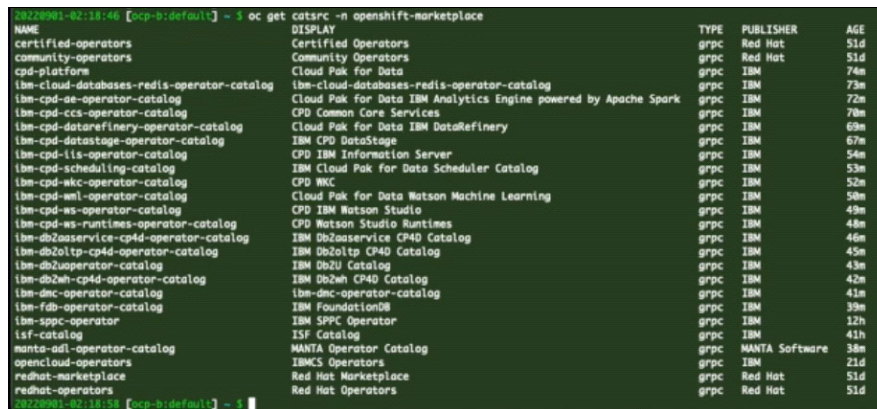 20220901-02:18:46 [ocp-b:default] ~ $ oc get catsrc -n openshift-marketplace
NAME DISPLAY TYPE PUBLISHER AGE
certified-operators Certified Operators grpc Red Hat 51d
community-operators Community Operators grpc Red Hat 51d
cpd-platform Cloud Pak for Data grpc IBM 74m
ibm-cloud-databases-redis-operator-catalog ibm-cloud-databases-redis-operator-catalog grpc IBM 73m
ibm-cpd-ae-operator-catalog Cloud Pak for Data IBM Analytics Engine powered by Apache Spark grpc IBM 72m
ibm-cpd-ccs-operator-catalog CPD Common Core Services grpc IBM 70m
ibm-cpd-datarefinery-operator-catalog Cloud Pak for Data IBM DataRefinery grpc IBM 69m
ibm-cpd-datastage-operator-catalog IBM CPD DataStage grpc IBM 67m
ibm-cpd-iis-operator-catalog CPD IBM Information Server grpc IBM 54m
ibm-cpd-scheduling-catalog IBM Cloud Pak for Data Scheduler Catalog grpc IBM 53m
ibm-cpd-wkc-operator-catalog CPD WKC grpc IBM 52m
ibm-cpd-wml-operator-catalog Cloud Pak for Data Watson Machine Learning grpc IBM 50m
ibm-cpd-ws-operator-catalog CPD IBM Watson Studio grpc IBM 49m
ibm-cpd-ws-runtimes-operator-catalog CPD Watson Studio Runtimes grpc IBM 48m
ibm-db2aaservice-cp4d-operator-catalog IBM Db2aaservice CP4D Catalog grpc IBM 46m
ibm-db2oltp-cp4d-operator-catalog IBM Db2oltp CP4D Catalog grpc IBM 45m
ibm-db2uoperator-catalog IBM Db2U Catalog grpc IBM 43m
ibm-db2wh-cp4d-operator-catalog IBM Db2wh CP4D Catalog grpc IBM 42m
ibm-dmc-operator-catalog ibm-dmc-operator-catalog grpc IBM 41m
ibm-fdb-operator-catalog IBM FoundationDB grpc IBM 39m
ibm-sppc-operator IBM SPPC Operator grpc IBM 12h
isf-catalog ISF Catalog grpc IBM 41h
manta-adl-operator-catalog MANTA Operator Catalog grpc MANTA Software 38m
opencloud-operators IBMCS Operators grpc IBM 21d
redhat-marketplace Red Hat Marketplace grpc Red Hat 51d
redhat-operators Red Hat Operators grpc Red Hat 51d
20220901-02:18:58 [ocp-b:default] ~ $